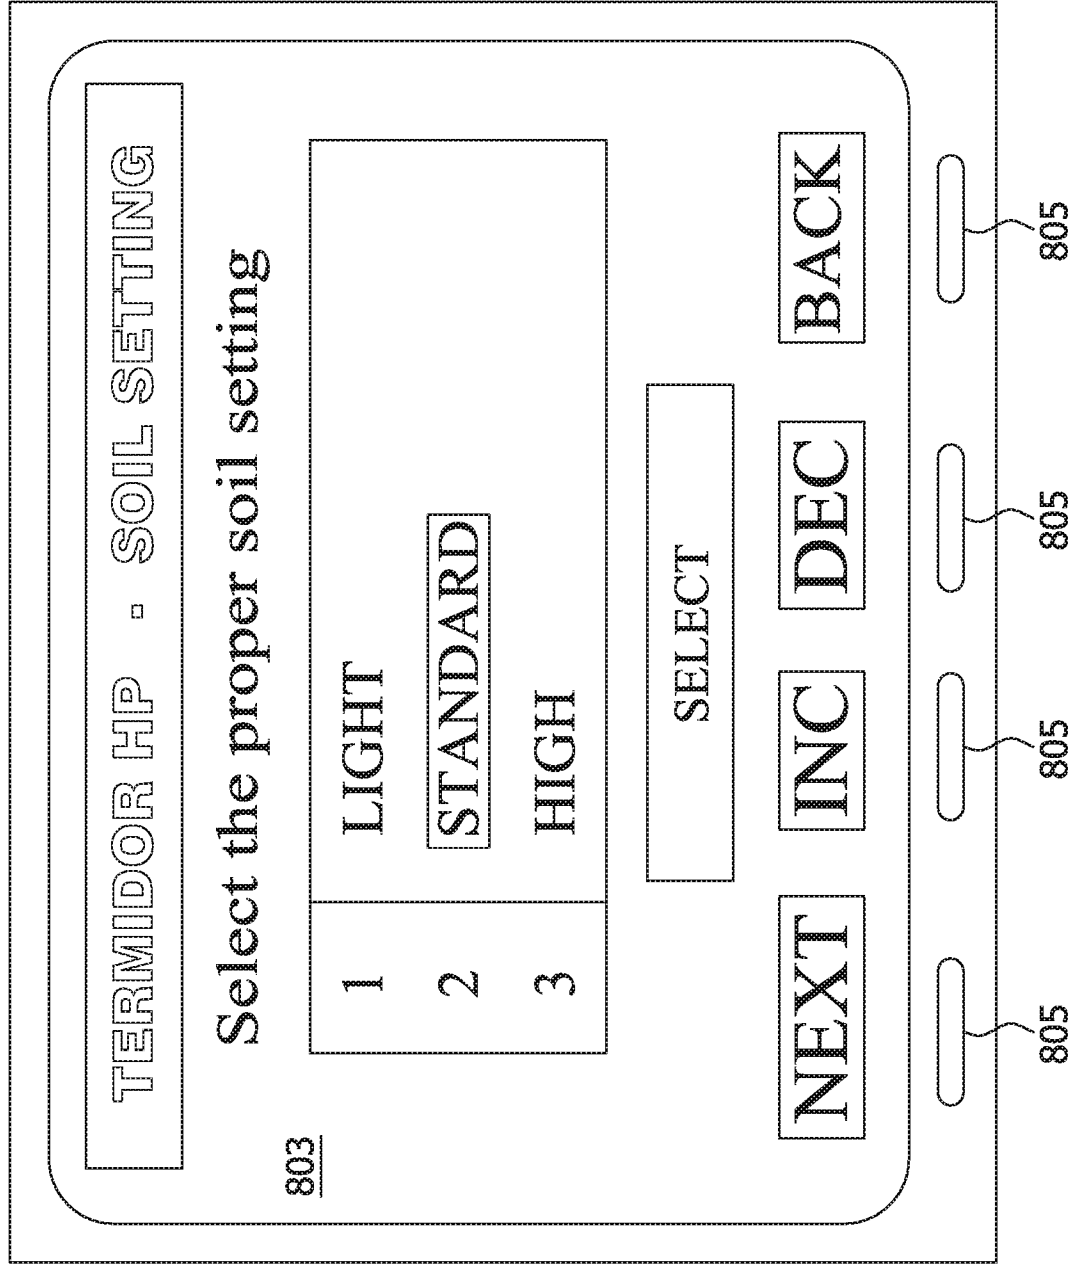 TERMIDOR HP - SOIL SETTING
Select the proper soil setting
803
1 LIGHT
2 STANDARD
3 HIGH
SELECT
NEXT INC DEC BACK
805 805 805 805